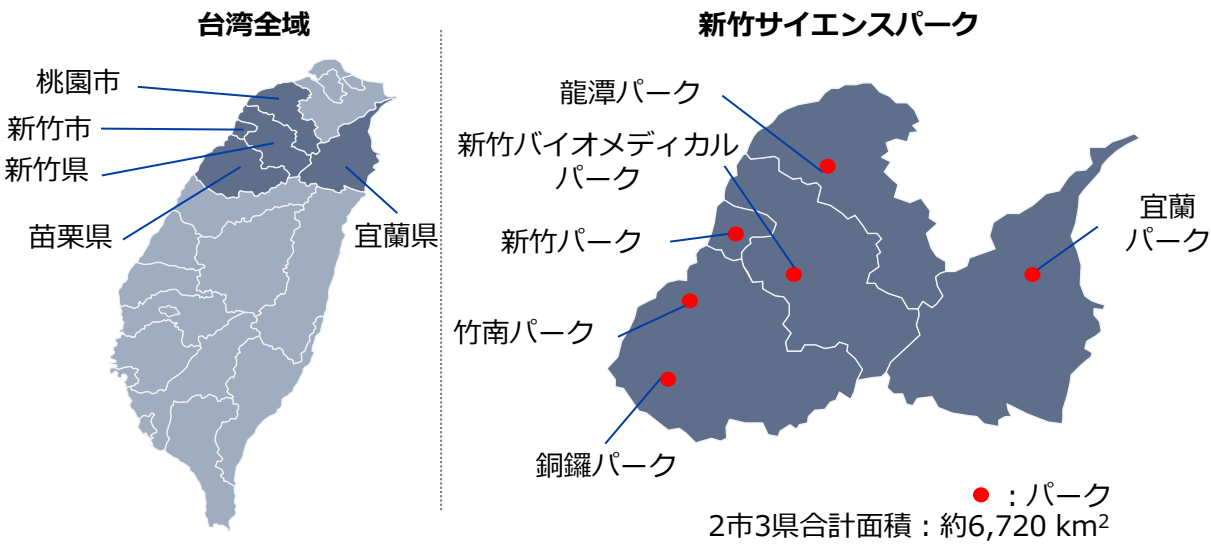 台湾全域
桃園市
新竹市
新竹県
苗栗県
宜蘭県
新竹サイエンスパーク
龍潭パーク
新竹バイオメディカル
パーク
新竹パーク
竹南パーク
銅鑼パーク
宜蘭
パーク
：パーク
2市3県合計面積：約6,720 km²